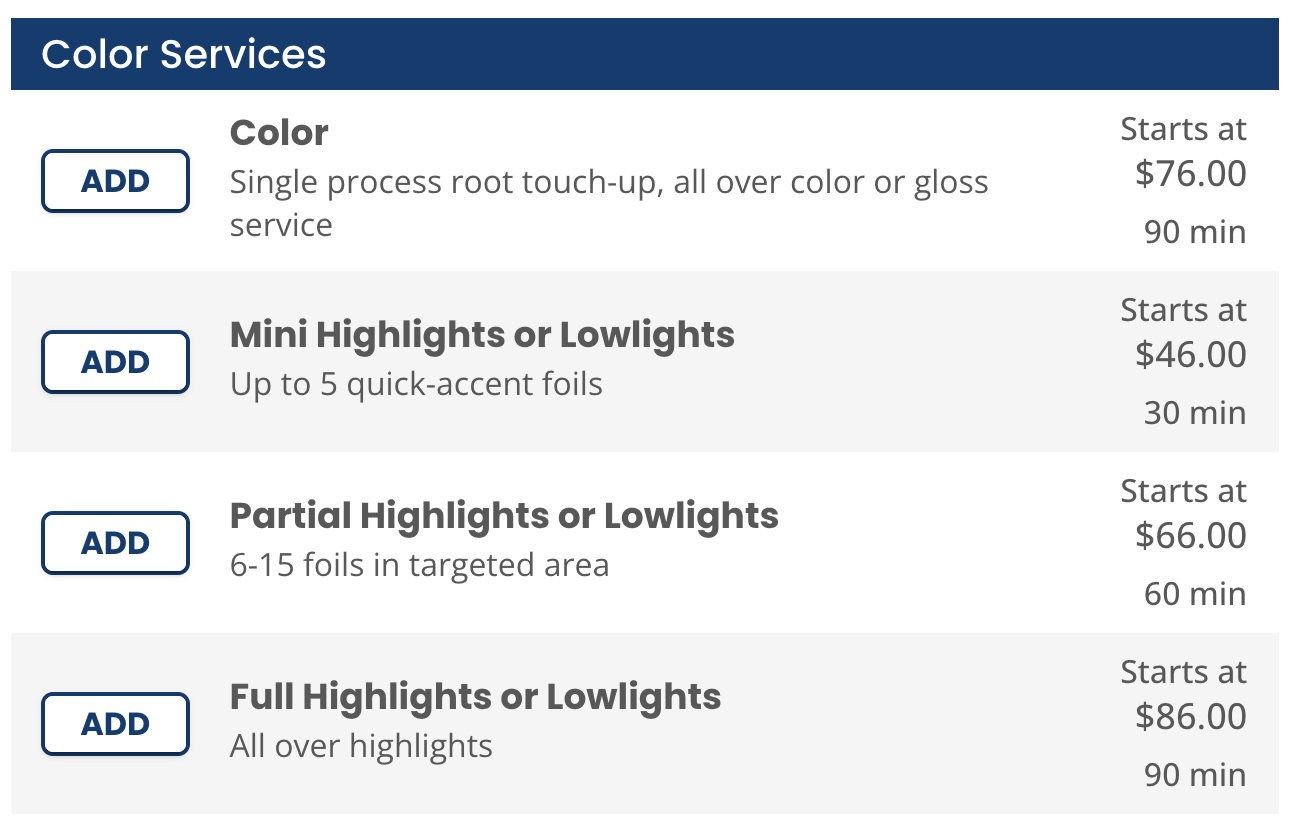 Color Services
ADD
Color
Single process root touch-up, all over color or gloss
service
Starts at
$76.00
90 min
ADD
Mini Highlights or Lowlights
Up to 5 quick-accent foils
Starts at
$46.00
30 min
ADD
Partial Highlights or Lowlights
6-15 foils in targeted area
Starts at
$66.00
60 min
ADD
Full Highlights or Lowlights
All over highlights
Starts at
$86.00
90 min